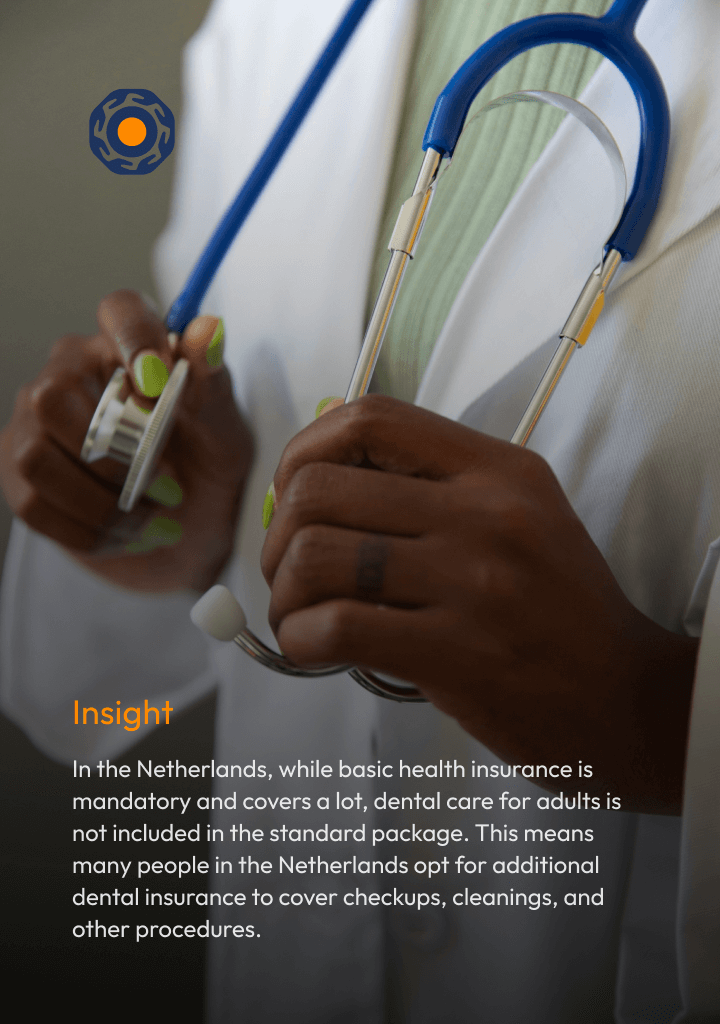 Insight
In the Netherlands, while basic health insurance is
mandatory and covers a lot, dental care for adults is
not included in the standard package. This means
many people in the Netherlands opt for additional
dental insurance to cover checkups, cleanings, and
other procedures.